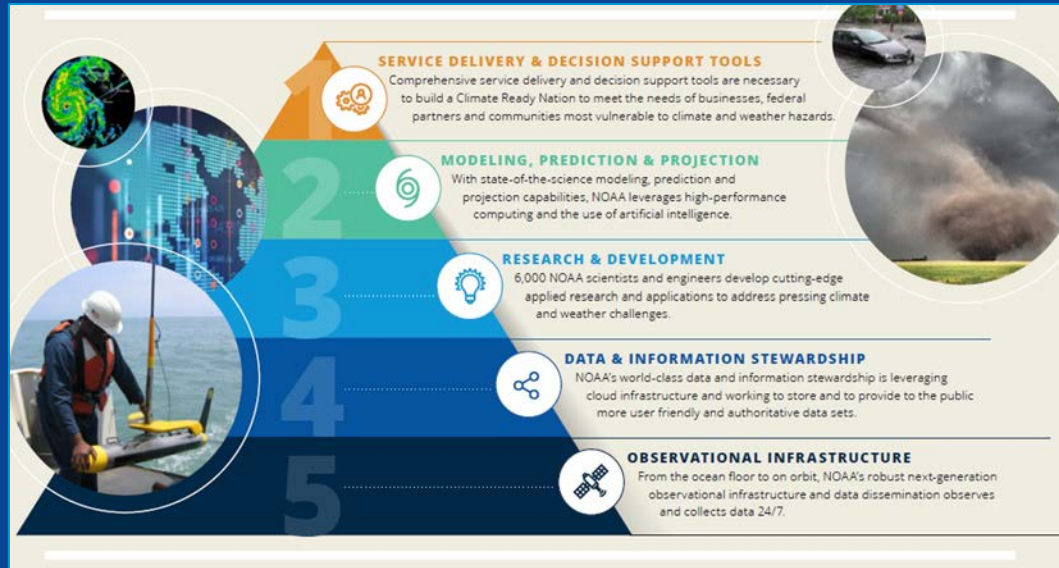 1
SERVICE DELIVERY & DECISION SUPPORT TOOLS
Comprehensive service delivery and decision support tools are necessary
to build a Climate Ready Nation to meet the needs of businesses, federal
partners and communities most vulnerable to climate and weather hazards.
2
MODELING, PREDICTION & PROJECTION
With state-of-the-science modeling, prediction and
projection capabilities, NOAA leverages high-performance
computing and the use of artificial intelligence.
3
RESEARCH & DEVELOPMENT
6,000 NOAA scientists and engineers develop cutting-edge
applied research and applications to address pressing climate
and weather challenges.
4
DATA & INFORMATION STEWARDSHIP
NOAA's world-class data and information stewardship is leveraging
cloud infrastructure and working to store and to provide to the public
more user friendly and authoritative data sets.
5
OBSERVATIONAL INFRASTRUCTURE
From the ocean floor to on orbit, NOAA's robust next-generation
observational infrastructure and data dissemination observes
and collects data 24/7.